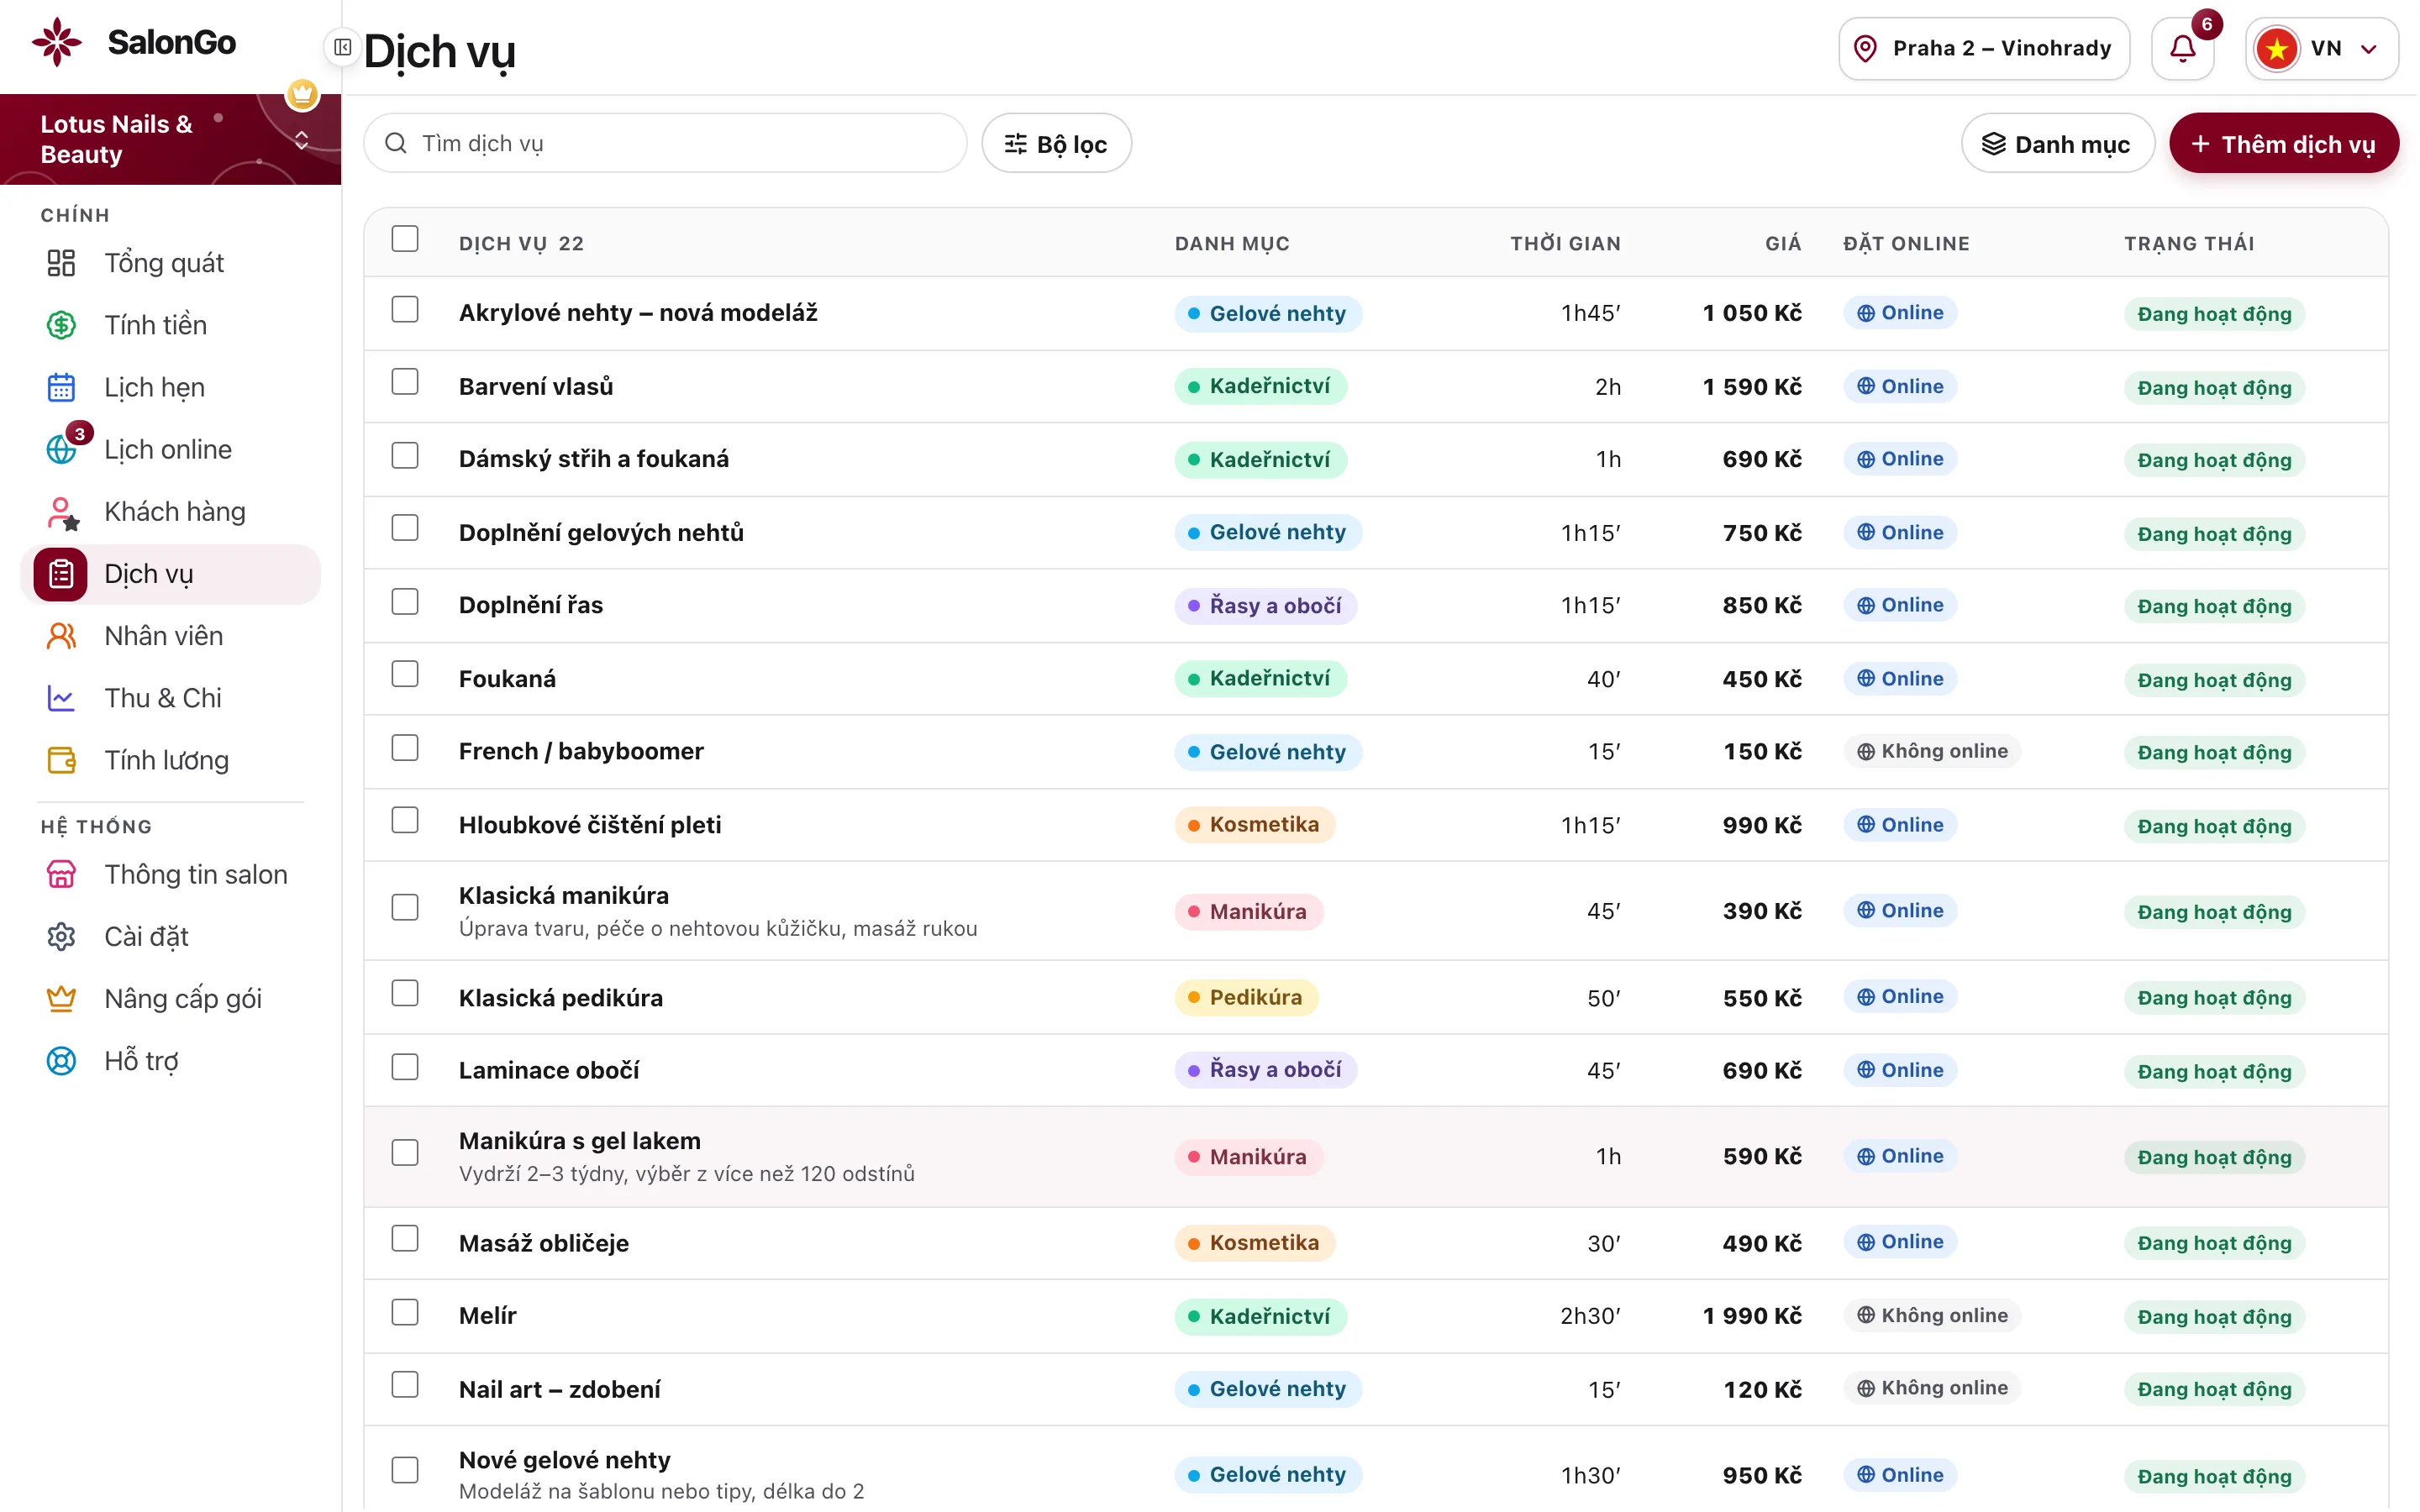 SalonGo
Dịch vụ
Praha 2 – Vinohrady
6
VN
Lotus Nails &
Beauty
Tìm dịch vụ
Bộ lọc
Danh mục
+ Thêm dịch vụ
CHÍNH
Tổng quát
Tính tiền
Lịch hẹn
3
Lịch online
Khách hàng
Dịch vụ
Nhân viên
Thu & Chi
Tính lương
HỆ THỐNG
Thông tin salon
Cài đặt
Nâng cấp gói
Hỗ trợ
DỊCH VỤ 22 DANH MỤC THỜI GIAN GIÁ ĐẶT ONLINE TRẠNG THÁI
Akrylové nehty – nová modeláž Gelové nehty 1h45′ 1 050 Kč Online Đang hoạt động
Barvení vlasů Kadeřnictví 2h 1 590 Kč Online Đang hoạt động
Dámský střih a foukaná Kadeřnictví 1h 690 Kč Online Đang hoạt động
Doplnění gelových nehtů Gelové nehty 1h15′ 750 Kč Online Đang hoạt động
Doplnění řas Řasy a obočí 1h15′ 850 Kč Online Đang hoạt động
Foukaná Kadeřnictví 40′ 450 Kč Online Đang hoạt động
French / babyboomer Gelové nehty 15′ 150 Kč Không online Đang hoạt động
Hloubkové čištění pleti Kosmetika 1h15′ 990 Kč Online Đang hoạt động
Klasická manikúra Manikúra 45′ 390 Kč Online Đang hoạt động
Úprava tvaru, péče o nehtovou kůžičku, masáž rukou
Klasická pedikúra Pedikúra 50′ 550 Kč Online Đang hoạt động
Laminace obočí Řasy a obočí 45′ 690 Kč Online Đang hoạt động
Manikúra s gel lakem Manikúra 1h 590 Kč Online Đang hoạt động
Vydrží 2–3 týdny, výběr z více než 120 odstínů
Masáž obličeje Kosmetika 30′ 490 Kč Online Đang hoạt động
Melír Kadeřnictví 2h30′ 1 990 Kč Không online Đang hoạt động
Nail art – zdobení Gelové nehty 15′ 120 Kč Không online Đang hoạt động
Nové gelové nehty Gelové nehty 1h30′ 950 Kč Online Đang hoạt động
Modeláž na šablonu nebo tipy, délka do 2